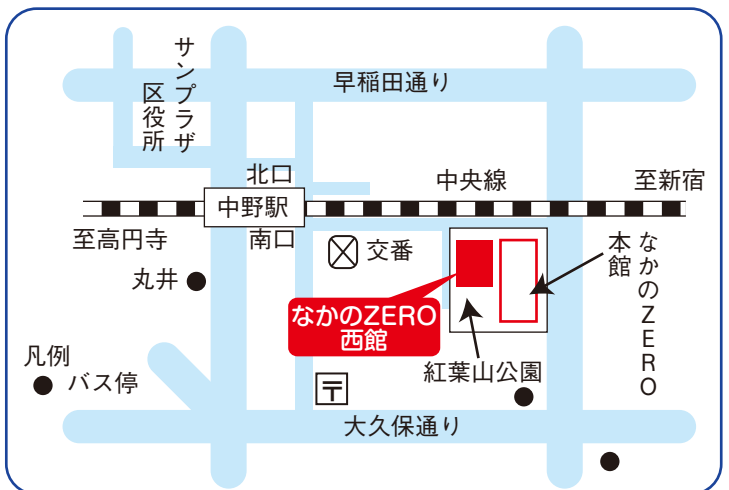 サンプラザ
区役所
早稲田通り
北口
中央線
至新宿
中野駅
至高円寺
南口
交番
丸井
なかのZERO
本館
なかのZERO
西館
凡例
バス停
紅葉山公園
〒
大久保通り